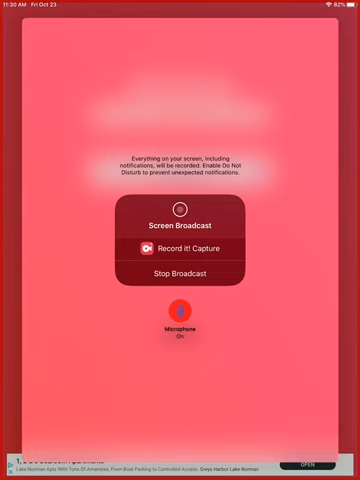 11:30 AM Fri Oct 23 82%
Everything on your screen, including
notifications, will be recorded. Enable Do Not
Disturb to prevent unexpected notifications.
Screen Broadcast
Record it! Capture
Stop Broadcast
Microphone
On
Lake Norman Apts With Tons Of Amenities, From Boat Parking to Controlled Access. Greys Harbor Lake Norman
OPEN